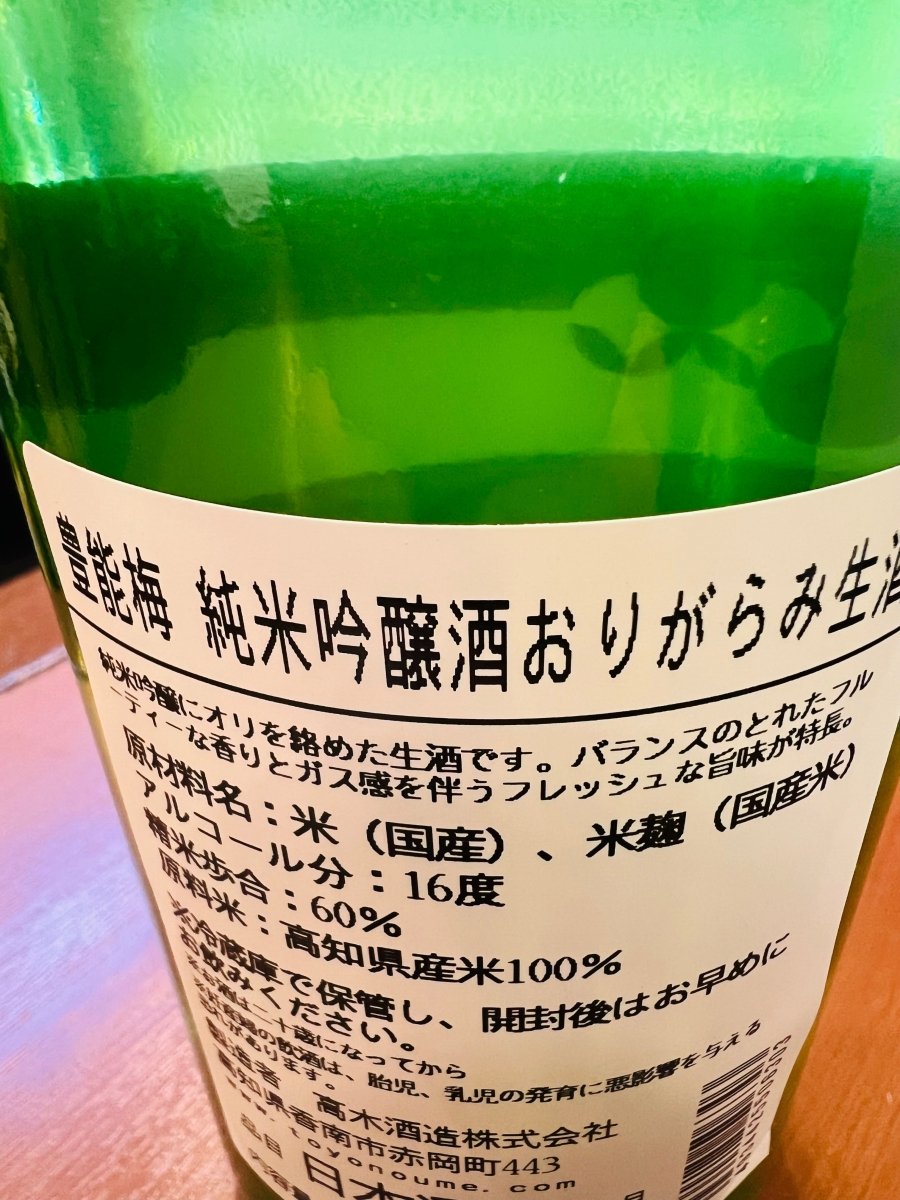 豊能梅 純米吟醸酒おりがらみ生酒
純米吟醸にオリを絡めた生酒です。バランスのとれたフル
ーティーな香りとガス感を伴うフレッシュな旨味が特長。
原材料名：米（国産）、米麹（国産米）
アルコール分：16度
精米歩合：60%
原料米：高知県産米100%
※冷蔵庫で保管し、開封後はお早めに
お飲みください。
※お酒は二十歳になってから
の飲酒は、胎児、乳児の発育に悪影響を与える
があります。
製造者 高木酒造株式会社
高知県香南市赤岡町443
www.toyonoume.com
品目 日本酒